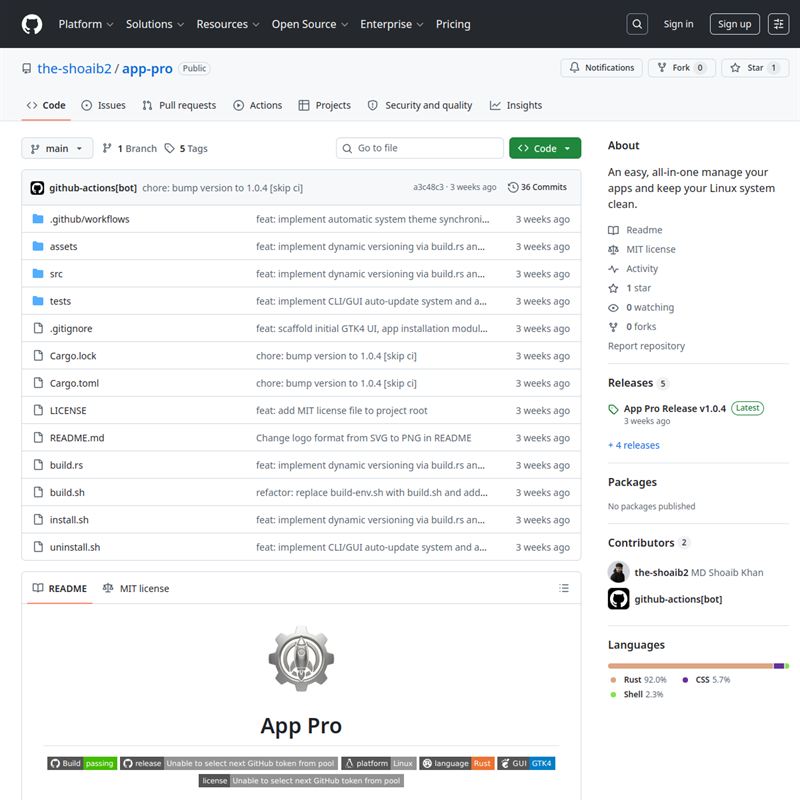 Platform Solutions Resources Open Source Enterprise Pricing Sign in Sign up
the-shoaib2 / app-pro Public Notifications Fork 0 Star 1
Code Issues Pull requests Actions Projects Security and quality Insights
main 1 Branch 5 Tags Go to file Code
github-actions[bot] chore: bump version to 1.0.4 [skip ci] a3c48c3 · 3 weeks ago 36 Commits
.github/workflows feat: implement automatic system theme synchroni... 3 weeks ago
assets feat: implement dynamic versioning via build.rs an... 3 weeks ago
src feat: implement dynamic versioning via build.rs an... 3 weeks ago
tests feat: implement CLI/GUI auto-update system and a... 3 weeks ago
.gitignore feat: scaffold initial GTK4 UI, app installation modul... 3 weeks ago
Cargo.lock chore: bump version to 1.0.4 [skip ci] 3 weeks ago
Cargo.toml chore: bump version to 1.0.4 [skip ci] 3 weeks ago
LICENSE feat: add MIT license file to project root 3 weeks ago
README.md Change logo format from SVG to PNG in README 3 weeks ago
build.rs feat: implement dynamic versioning via build.rs an... 3 weeks ago
build.sh refactor: replace build-env.sh with build.sh and add... 3 weeks ago
install.sh feat: implement dynamic versioning via build.rs an... 3 weeks ago
uninstall.sh feat: implement CLI/GUI auto-update system and a... 3 weeks ago
README MIT license
App Pro
Build passing release Unable to select next GitHub token from pool platform Linux language Rust GUI GTK4
license Unable to select next GitHub token from pool
About
An easy, all-in-one manage your
apps and keep your Linux system
clean.
Readme
MIT license
Activity
1 star
0 watching
0 forks
Report repository
Releases 5
App Pro Release v1.0.4 Latest
3 weeks ago
+ 4 releases
Packages
No packages published
Contributors 2
the-shoaib2 MD Shoaib Khan
github-actions[bot]
Languages
Rust 92.0% CSS 5.7%
Shell 2.3%